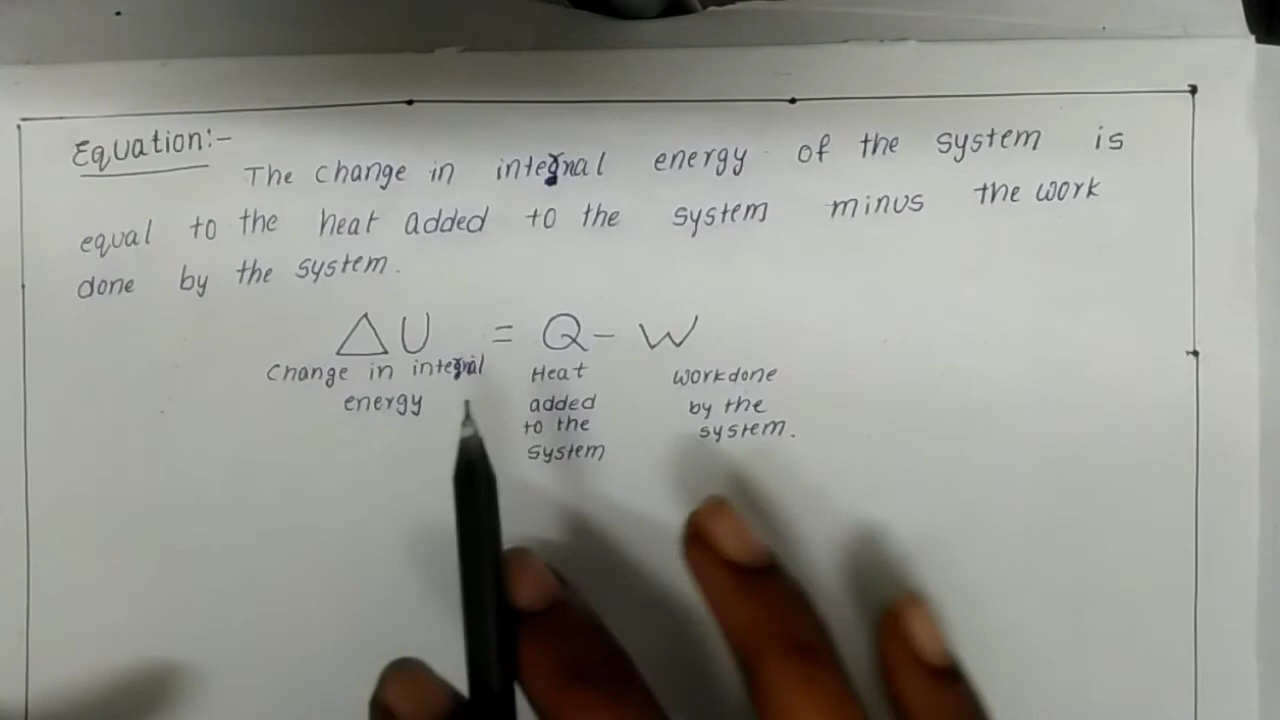 Equation:-
The change in integnal energy of the system is
equal to the heat added to the system minus the work
done by the system.
ΔU = Q - W
Change in integral energy
Heat added to the system
workdone by the system.